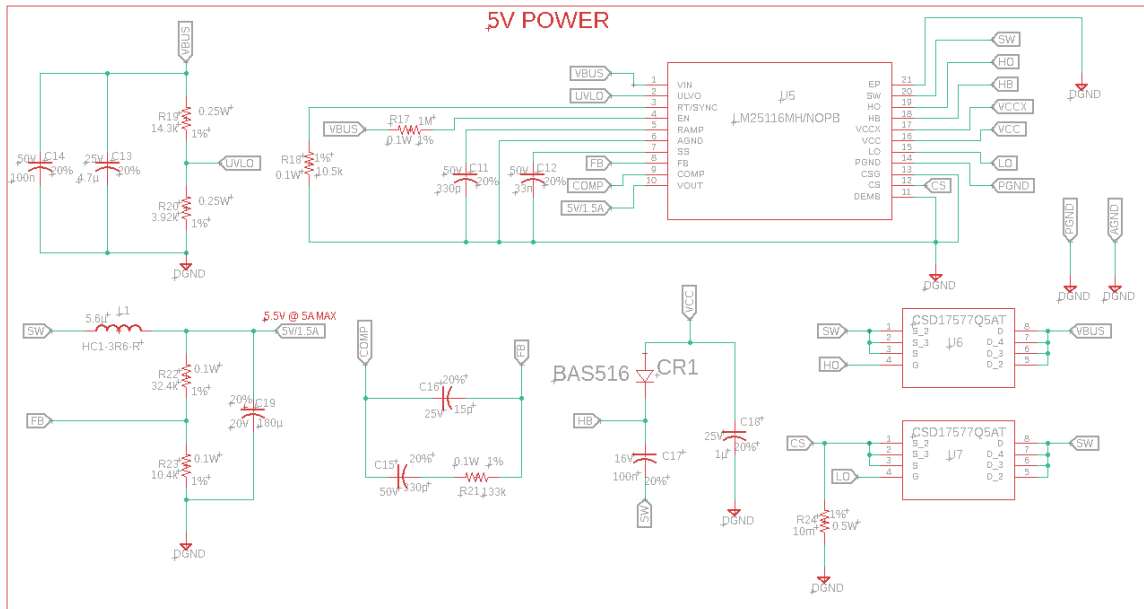 5V POWER
VBUS
50V
C14
20%
100n
25V
C13
20%
4.7µ
R19
0.25W
14.3k
1%
UVLO
R20
0.25W
3.92k
1%
DGND
VBUS
UVLO
VBUS
R17
1M
0.1W
1%
R18
1%
10.5k
0.1W
50V
C11
20%
330p
50V
C12
20%
33n
FB
COMP
5V/1.5A
1
2
3
4
5
6
7
8
9
10
VIN
ULVO
RT/SYNC
EN
RAMP
AGND
SS
FB
COMP
VOUT
U5
LM25116MH/NOPB
EP
SW
HO
HB
VCCX
VCC
LO
PGND
CSG
CS
DEMB
21
20
19
18
17
16
15
14
13
12
11
SW
HO
HB
VCCX
VCC
LO
PGND
CS
DGND
DGND
PGND
DGND
AGND
DGND
SW
5.6µ
L1
HC1-3R6-R
5.5V @ 5A MAX
5V/1.5A
R22
0.1W
32.4k
1%
FB
R23
0.1W
10.4k
1%
20%
C19
20V
180µ
DGND
COMP
FB
C16
20%
25V
15p
C15
20%
50V
330p
0.1W
1%
R21
133k
VCC
BAS516
CR1
HB
16V
C17
100n
20%
SW
C18
25V
20%
1µ
DGND
CSD17577Q5AT
U6
SW
HO
1
2
3
4
S_2
S_3
S
G
D
D_4
D_3
D_2
8
7
6
5
VBUS
CSD17577Q5AT
U7
CS
LO
1
2
3
4
S_2
S_3
S
G
D
D_4
D_3
D_2
8
7
6
5
SW
R24
1%
10m
0.5W
DGND